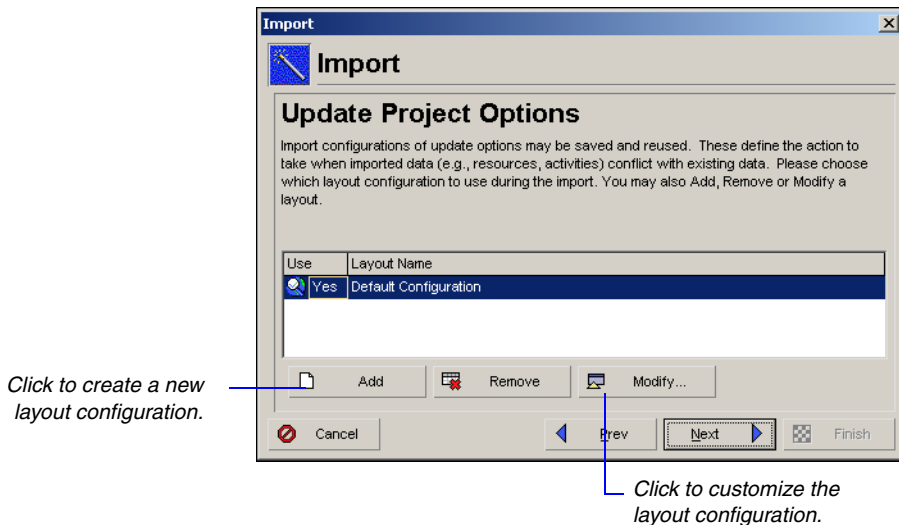 Import
Import
Update Project Options
Import configurations of update options may be saved and reused.  These define the action to
take when imported data (e.g., resources, activities) conflict with existing data.  Please choose
which layout configuration to use during the import. You may also Add, Remove or Modify a
layout.
Use Layout Name
Yes Default Configuration
Add Remove Modify...
Click to create a new
layout configuration.
Cancel Prev Next Finish
Click to customize the
layout configuration.